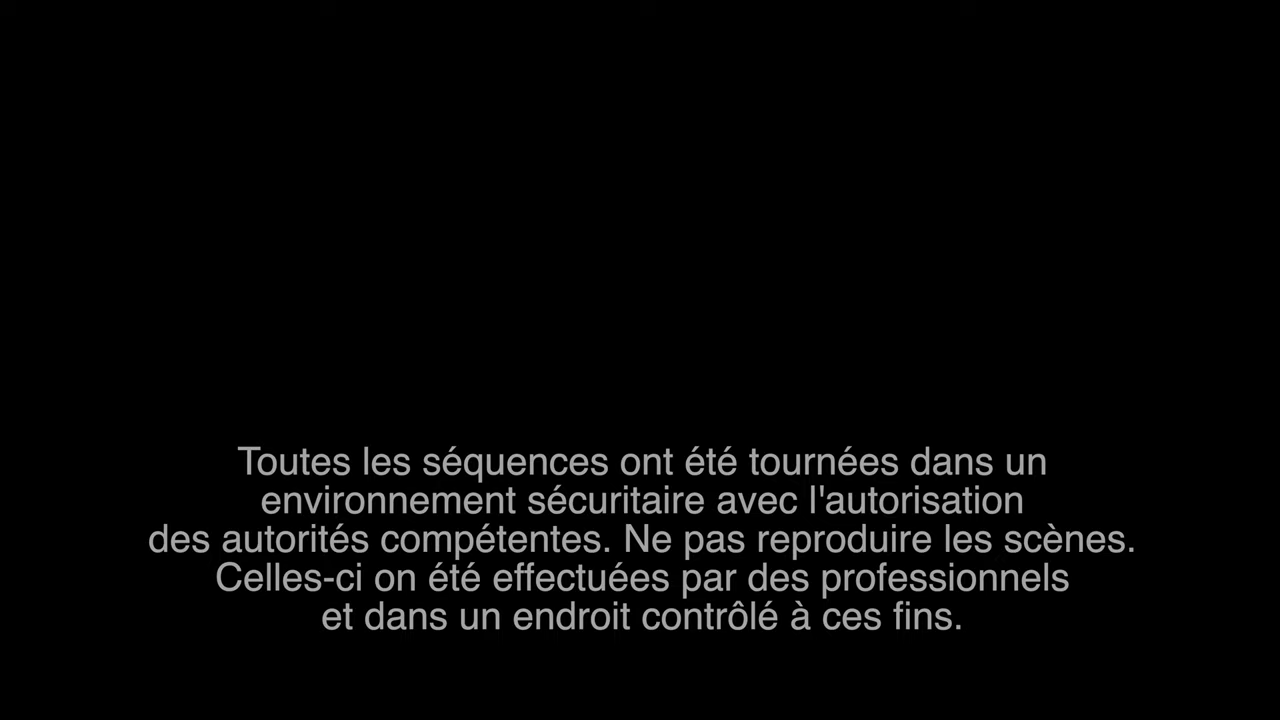 Toutes les séquences ont été tournées dans un
environnement sécuritaire avec l'autorisation
des autorités compétentes. Ne pas reproduire les scènes.
Celles-ci on été effectuées par des professionnels
et dans un endroit contrôlé à ces fins.